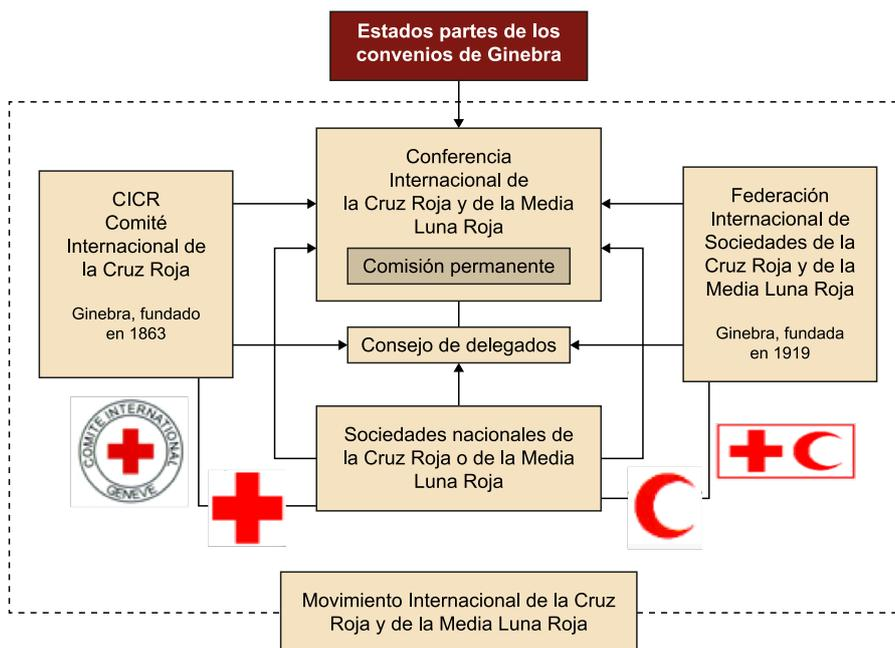 Estados partes de los
convenios de Ginebra
Conferencia
Internacional de
la Cruz Roja y de la Media
Luna Roja
Comisión permanente
CICR
Comité
Internacional de
la Cruz Roja
Ginebra, fundado
en 1863
Federación
Internacional de
Sociedades de la
Cruz Roja y de la
Media Luna Roja
Ginebra, fundada
en 1919
Consejo de delegados
Sociedades nacionales de
la Cruz Roja o de la Media
Luna Roja
COMITE INTERNATIONAL
GENEVE
Movimiento Internacional de la Cruz
Roja y de la Media Luna Roja